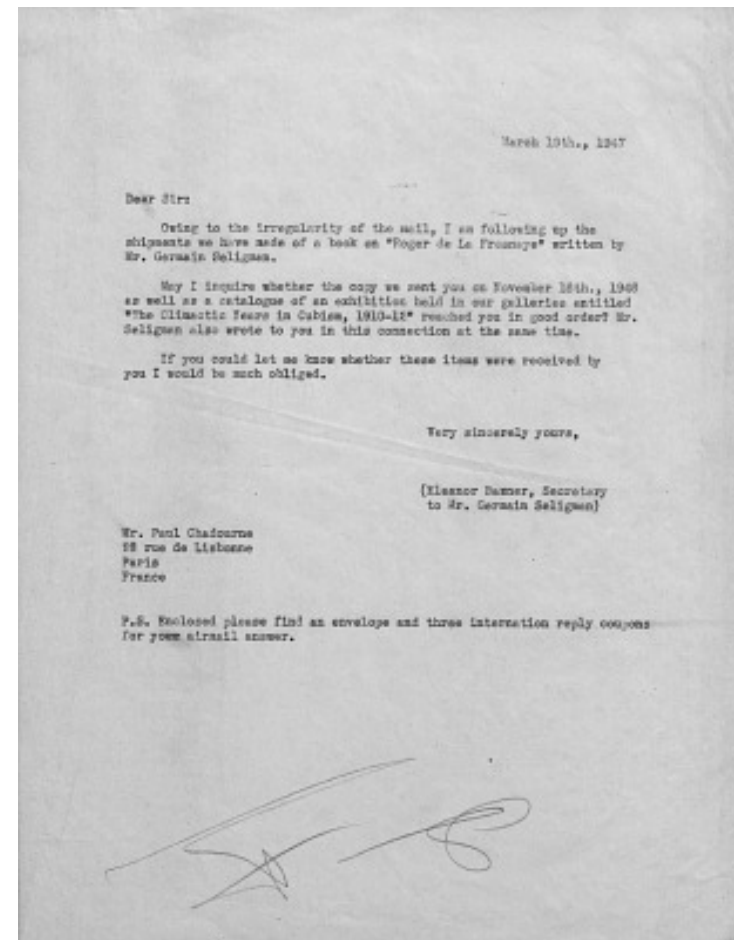 March 19th., 1947
Dear Sir:
Owing to the irregularity of the mail, I am following up the
shipments we have made of a book on "Roger de La Fresnaye" written by
Mr. Germain Seligman.
May I inquire whether the copy we sent you on November 18th., 1946
as well as a catalogue of an exhibition held in our galleries entitled
"The Climactic Years in Cubism, 1910-12" reached you in good order? Mr.
Seligman also wrote to you in this connection at the same time.
If you could let me know whether these items were received by
you I would be much obliged.
Very sincerely yours,
(Eleanor Secretary
to Mr. Germain Seligman)
Mr. Paul Chadourne
rue de Lisbonne
Paris
France
P.S. Enclosed please find an envelope and three internation reply coupons
for your airmail answer.